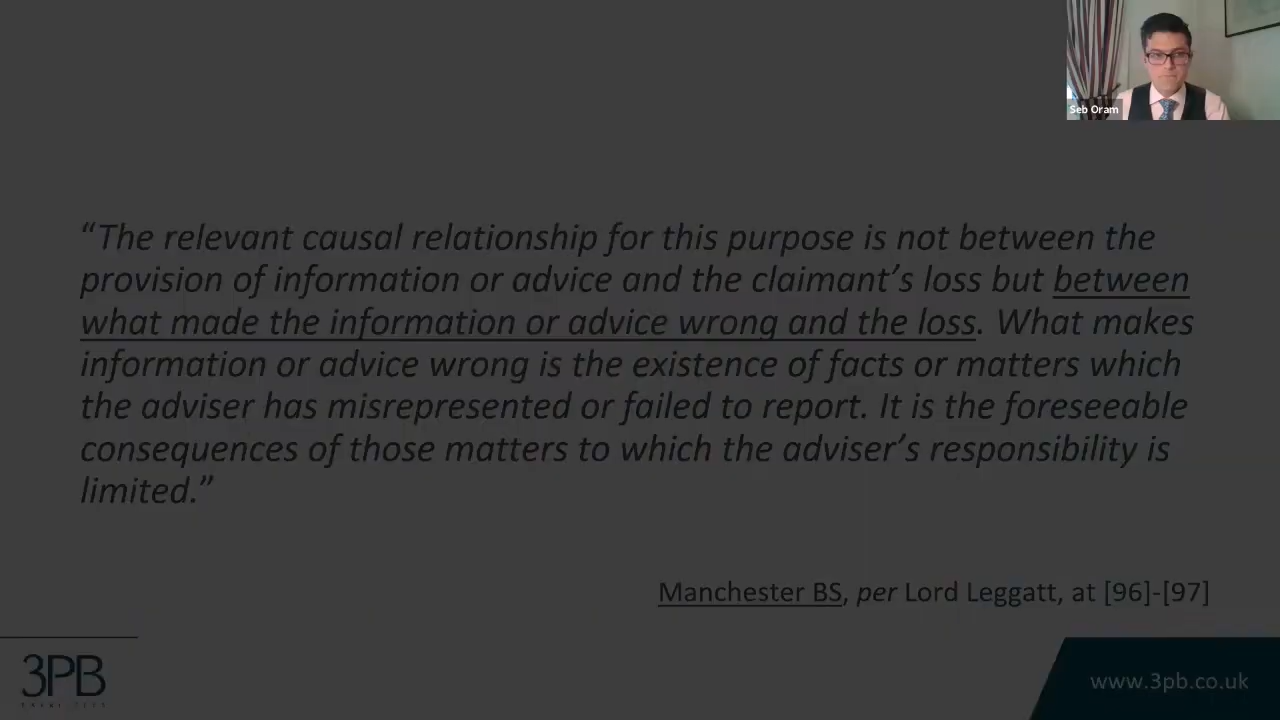 Seb Oram
“The relevant causal relationship for this purpose is not between the
provision of information or advice and the claimant’s loss but between
what made the information or advice wrong and the loss. What makes
information or advice wrong is the existence of facts or matters which
the adviser has misrepresented or failed to report. It is the foreseeable
consequences of those matters to which the adviser’s responsibility is
limited.”
Manchester BS, per Lord Leggatt, at [96]-[97]
3PB
www.3pb.co.uk